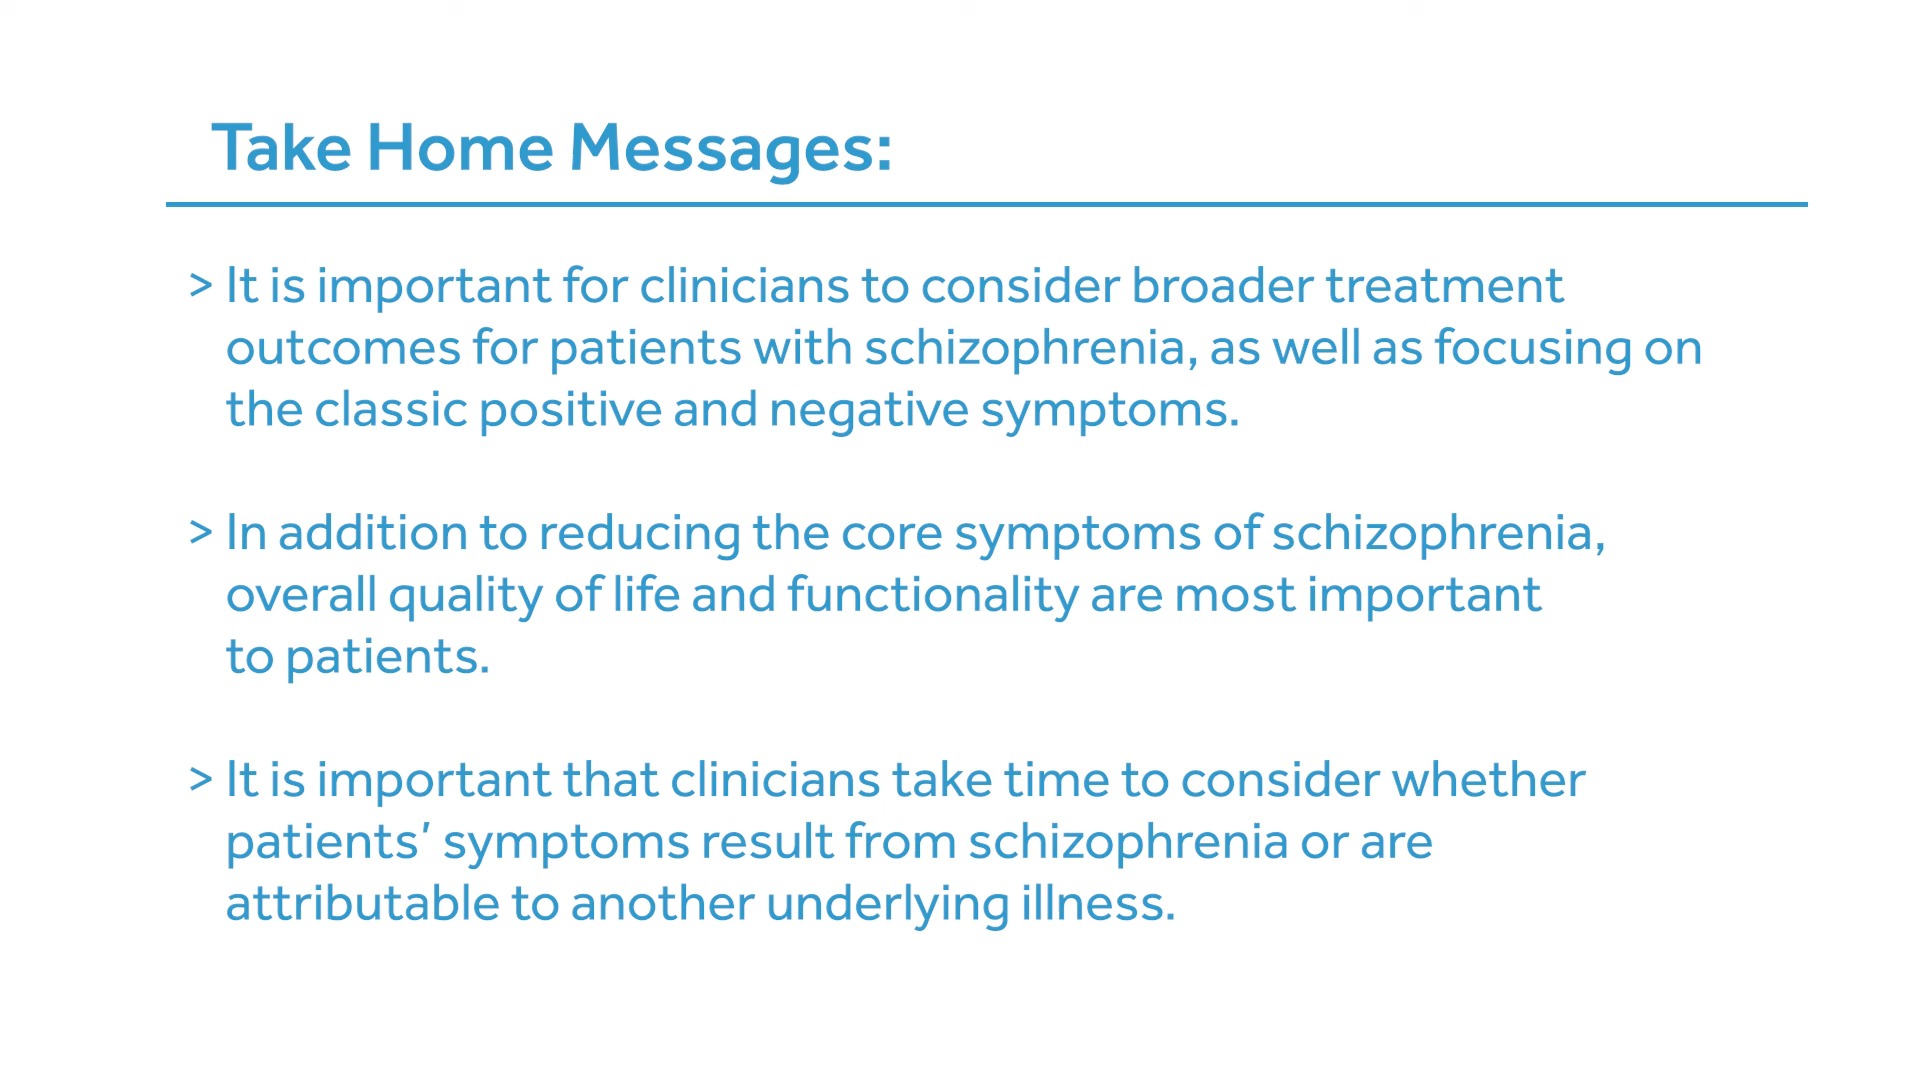 Take Home Messages:
> It is important for clinicians to consider broader treatment
outcomes for patients with schizophrenia, as well as focusing on
the classic positive and negative symptoms.
> In addition to reducing the core symptoms of schizophrenia,
overall quality of life and functionality are most important
to patients.
> It is important that clinicians take time to consider whether
patients’ symptoms result from schizophrenia or are
attributable to another underlying illness.